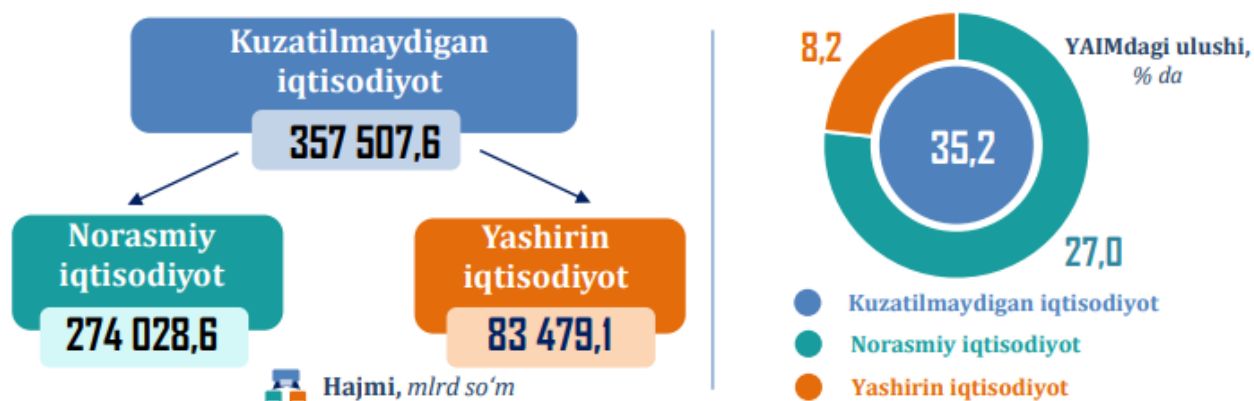 Kuzatilmaydigan
iqtisodiyot
357 507,6
Norasmiy
iqtisodiyot
274 028,6
Yashirin
iqtisodiyot
83 479,1
Hajmi, mlrd so‘m
8,2
YAIMdagi ulushi,
% da
35,2
27,0
Kuzatilmaydigan iqtisodiyot
Norasmiy iqtisodiyot
Yashirin iqtisodiyot